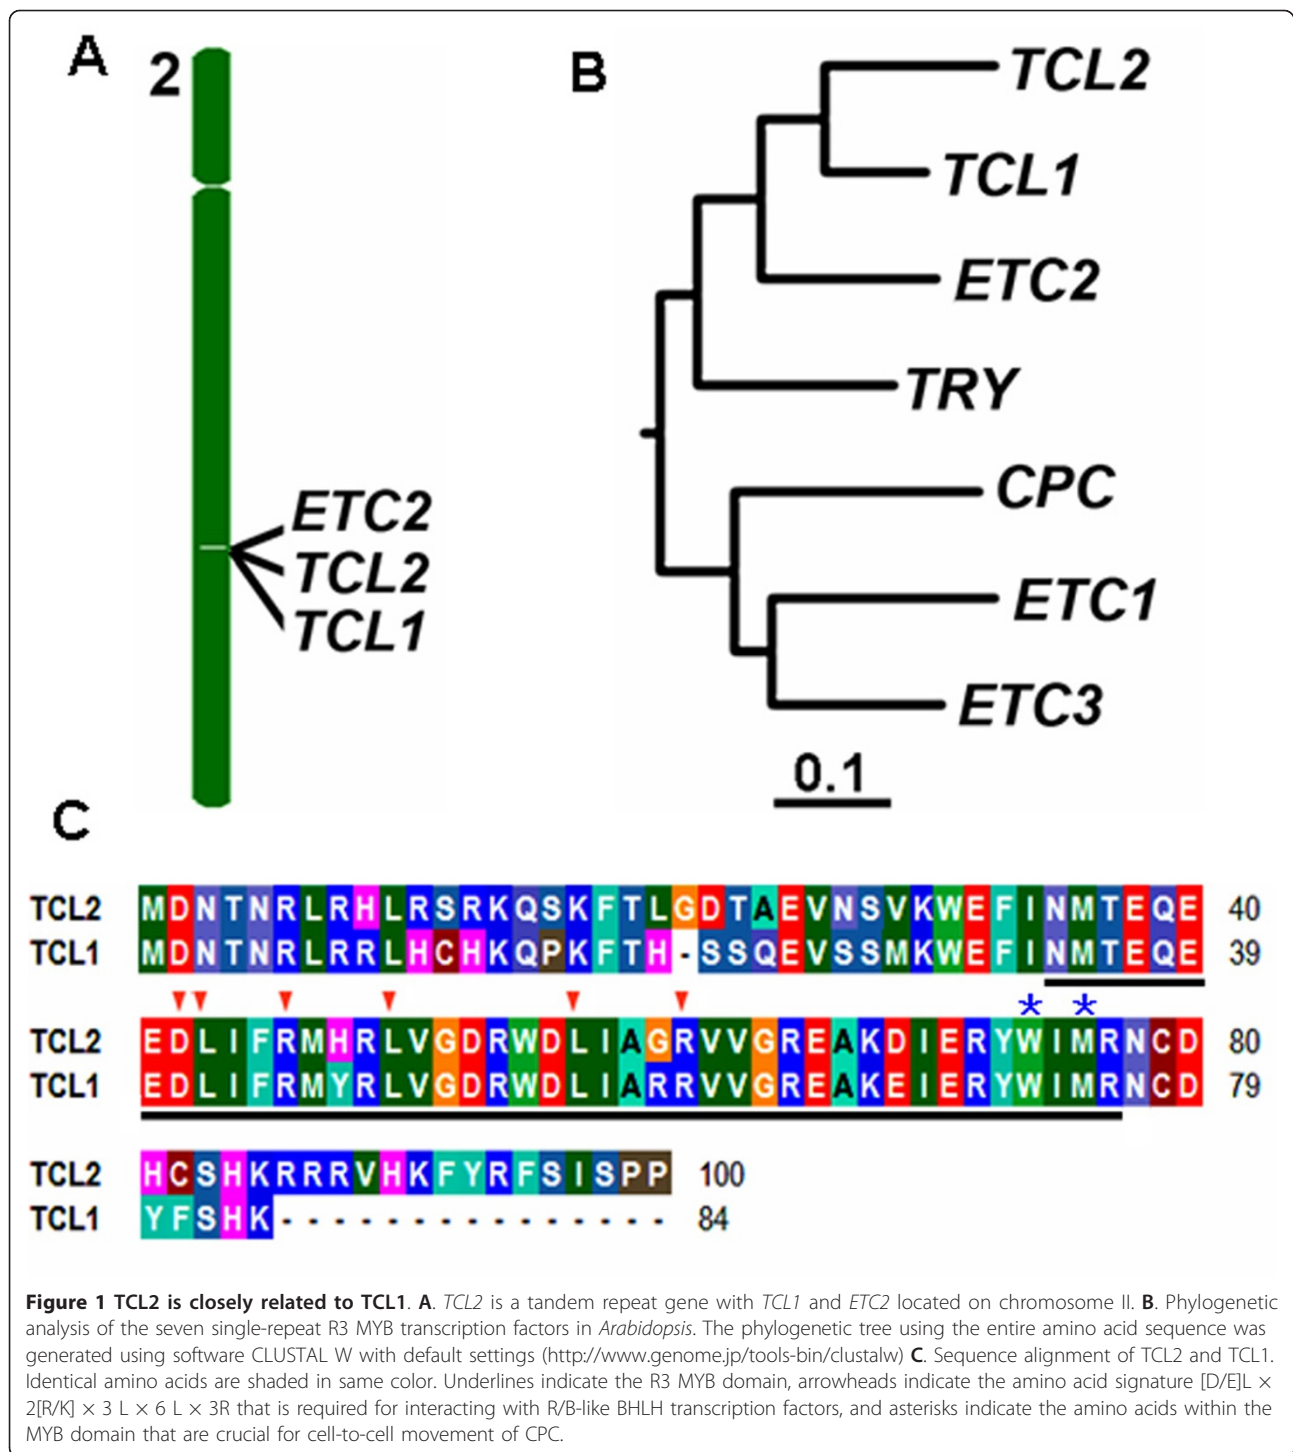 A
2
ETC2
TCL2
TCL1
B
TCL2
TCL1
ETC2
TRY
CPC
ETC1
ETC3
0.1
C
TCL2 MDNTNRLRHLRSRKQSKFTLGDTAEVNSVKWEFINMTEQE 40
TCL1 MDNTNRLRRLHCHKQPKFTH-SSQEVSSMKWEFINMTEQE 39
* *
TCL2 EDLIFRMHRLVGDRWDLIAGRVVGREAKDIERYWIMRNCD 80
TCL1 EDLIFRMYRLVGDRWDLIARRVVGREAKEIERYWIMRNCD 79
TCL2 HCSHKRRRVHKFYRFSISPP 100
TCL1 YFSHK--------------- 84
Figure 1 TCL2 is closely related to TCL1. A. TCL2 is a tandem repeat gene with TCL1 and ETC2 located on chromosome II. B. Phylogenetic
analysis of the seven single-repeat R3 MYB transcription factors in Arabidopsis. The phylogenetic tree using the entire amino acid sequence was
generated using software CLUSTAL W with default settings (http://www.genome.jp/tools-bin/clustalw) C. Sequence alignment of TCL2 and TCL1.
Identical amino acids are shaded in same color. Underlines indicate the R3 MYB domain, arrowheads indicate the amino acid signature [D/E]L ×
2[R/K] × 3 L × 6 L × 3R that is required for interacting with R/B-like BHLH transcription factors, and asterisks indicate the amino acids within the
MYB domain that are crucial for cell-to-cell movement of CPC.